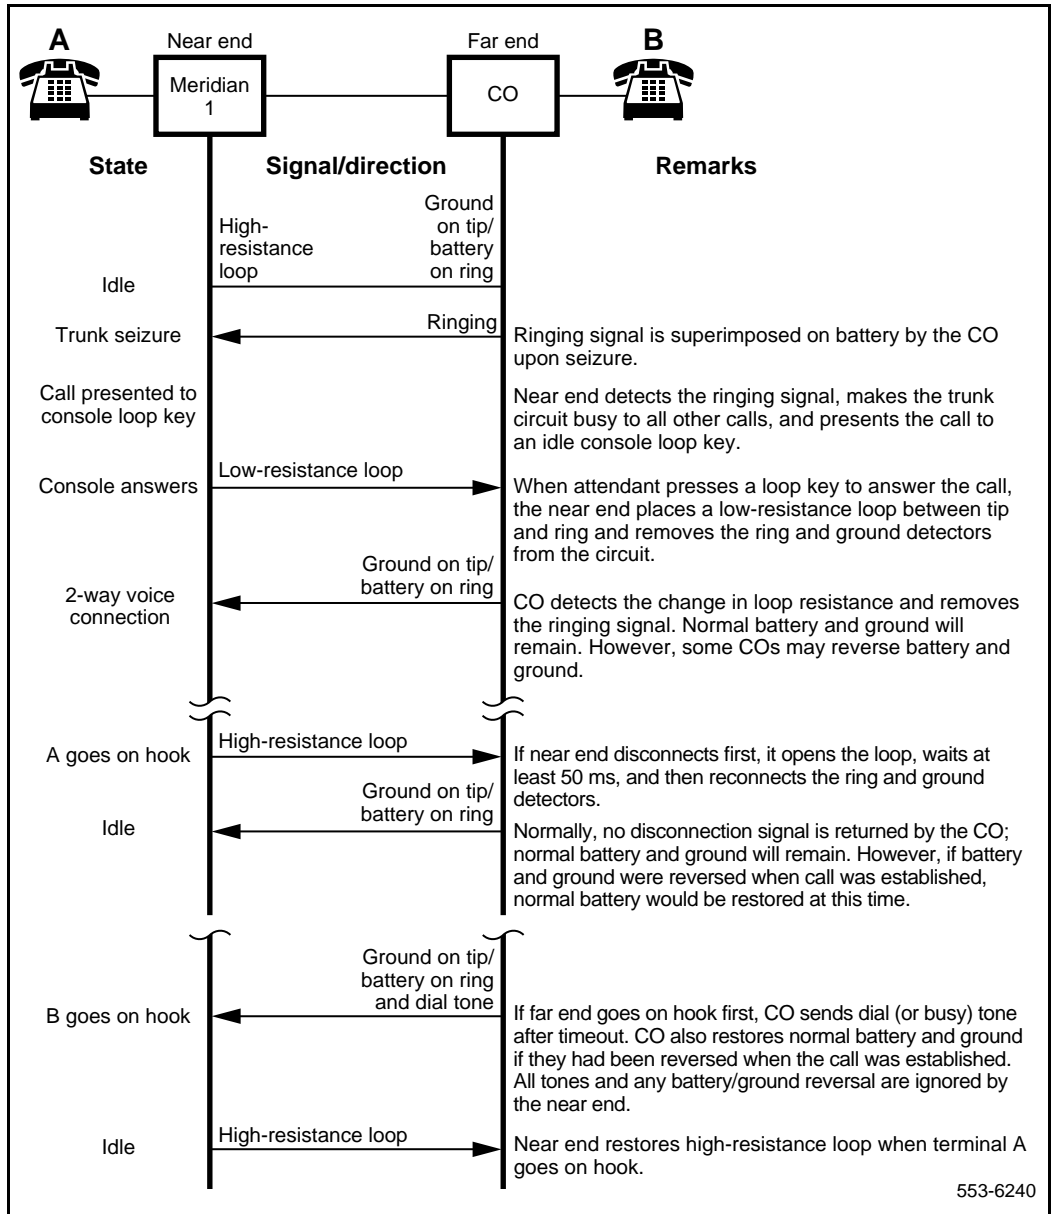 A
Near end
Far end
B
Meridian
1
CO
State
Signal/direction
Remarks
High-
resistance
loop
Ground
on tip/
battery
on ring
Idle
Trunk seizure
Ringing
Ringing signal is superimposed on battery by the CO
upon seizure.
Call presented to
console loop key
Near end detects the ringing signal, makes the trunk
circuit busy to all other calls, and presents the call to
an idle console loop key.
Console answers
Low-resistance loop
When attendant presses a loop key to answer the call,
the near end places a low-resistance loop between tip
and ring and removes the ring and ground detectors
from the circuit.
2-way voice
connection
Ground on tip/
battery on ring
CO detects the change in loop resistance and removes
the ringing signal. Normal battery and ground will
remain. However, some COs may reverse battery and
ground.
A goes on hook
High-resistance loop
If near end disconnects first, it opens the loop, waits at
least 50 ms, and then reconnects the ring and ground
detectors.
Idle
Ground on tip/
battery on ring
Normally, no disconnection signal is returned by the CO;
normal battery and ground will remain. However, if battery
and ground were reversed when call was established,
normal battery would be restored at this time.
B goes on hook
Ground on tip/
battery on ring
and dial tone
If far end goes on hook first, CO sends dial (or busy) tone
after timeout. CO also restores normal battery and ground
if they had been reversed when the call was established.
All tones and any battery/ground reversal are ignored by
the near end.
Idle
High-resistance loop
Near end restores high-resistance loop when terminal A
goes on hook.
553-6240